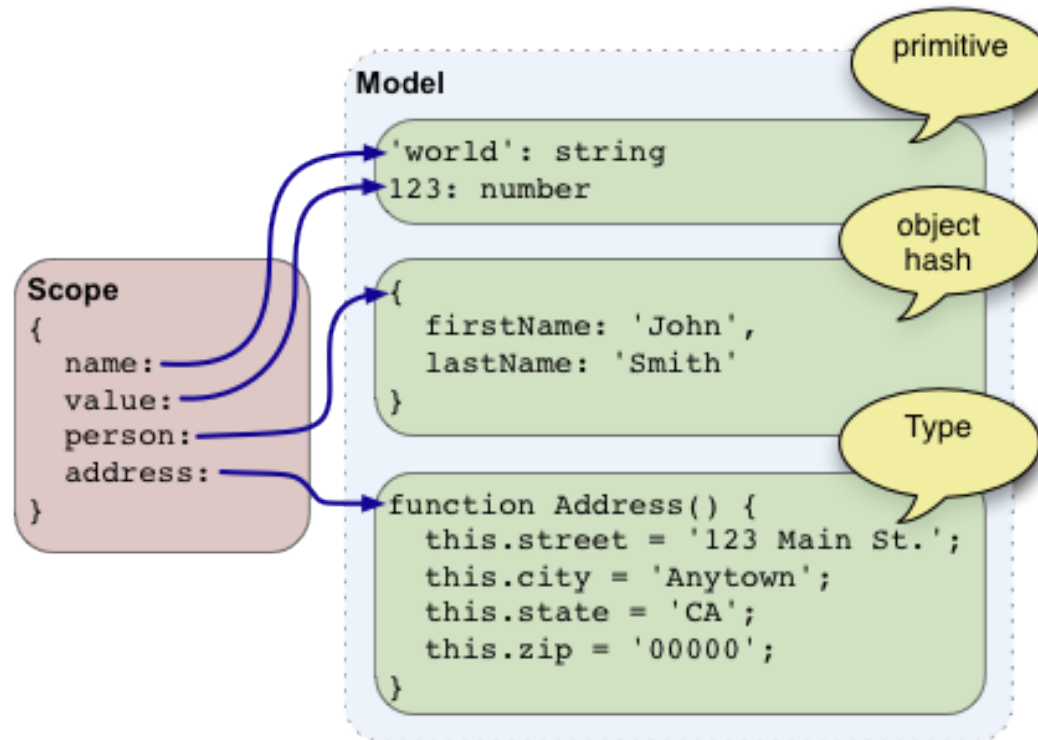 primitive
Model
'world': string
123: number
object
hash
Scope
{
  name:
  value:
  person:
  address:
}
{
  firstName: 'John',
  lastName: 'Smith'
}
Type
function Address() {
  this.street = '123 Main St.';
  this.city = 'Anytown';
  this.state = 'CA';
  this.zip = '00000';
}